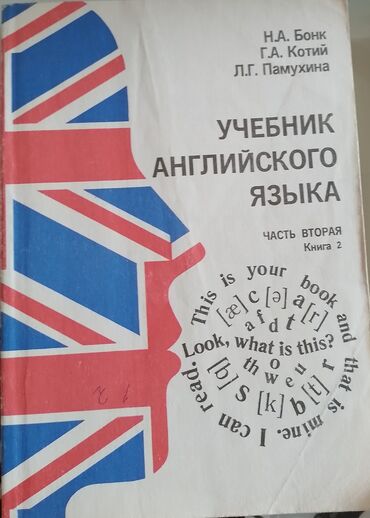 Н.А. Бонк
Г.А. Котий
Л.Г. Памухина
УЧЕБНИК
АНГЛИЙСКОГО
ЯЗЫКА
ЧАСТЬ ВТОРАЯ
Книга 2
This is your book and that is mine. I can read.
[æ] c [ə] a [r]
a f d t
Look, what is this?
o
t h w e u r
[b] s [k] b [t]